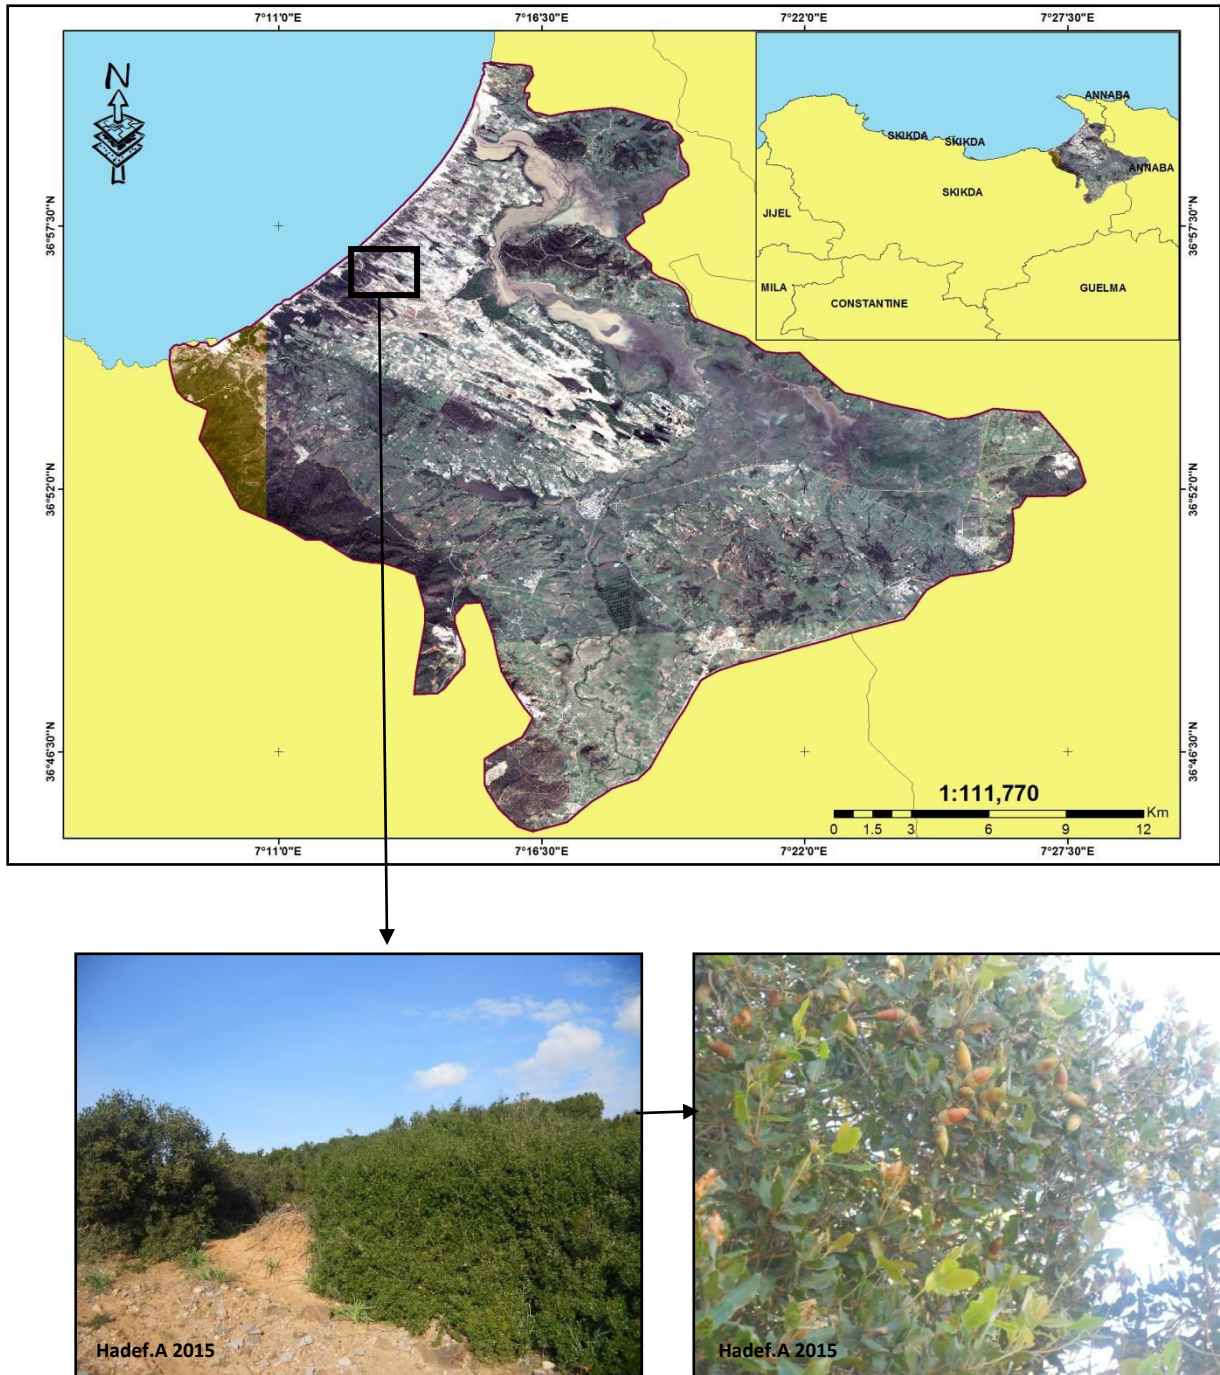 7°11'0"E 7°16'30"E 7°22'0"E 7°27'30"E
N
ANNABA
SKIKDA
SKIKDA
ANNABA
SKIKDA
JIJEL
MILA
CONSTANTINE
GUELMA
36°57'30"N
36°57'30"N
36°52'0"N
36°52'0"N
36°46'30"N
36°46'30"N
1:111,770
Km
0 1.5 3 6 9 12
7°11'0"E 7°16'30"E 7°22'0"E 7°27'30"E
Hadef.A 2015
Hadef.A 2015